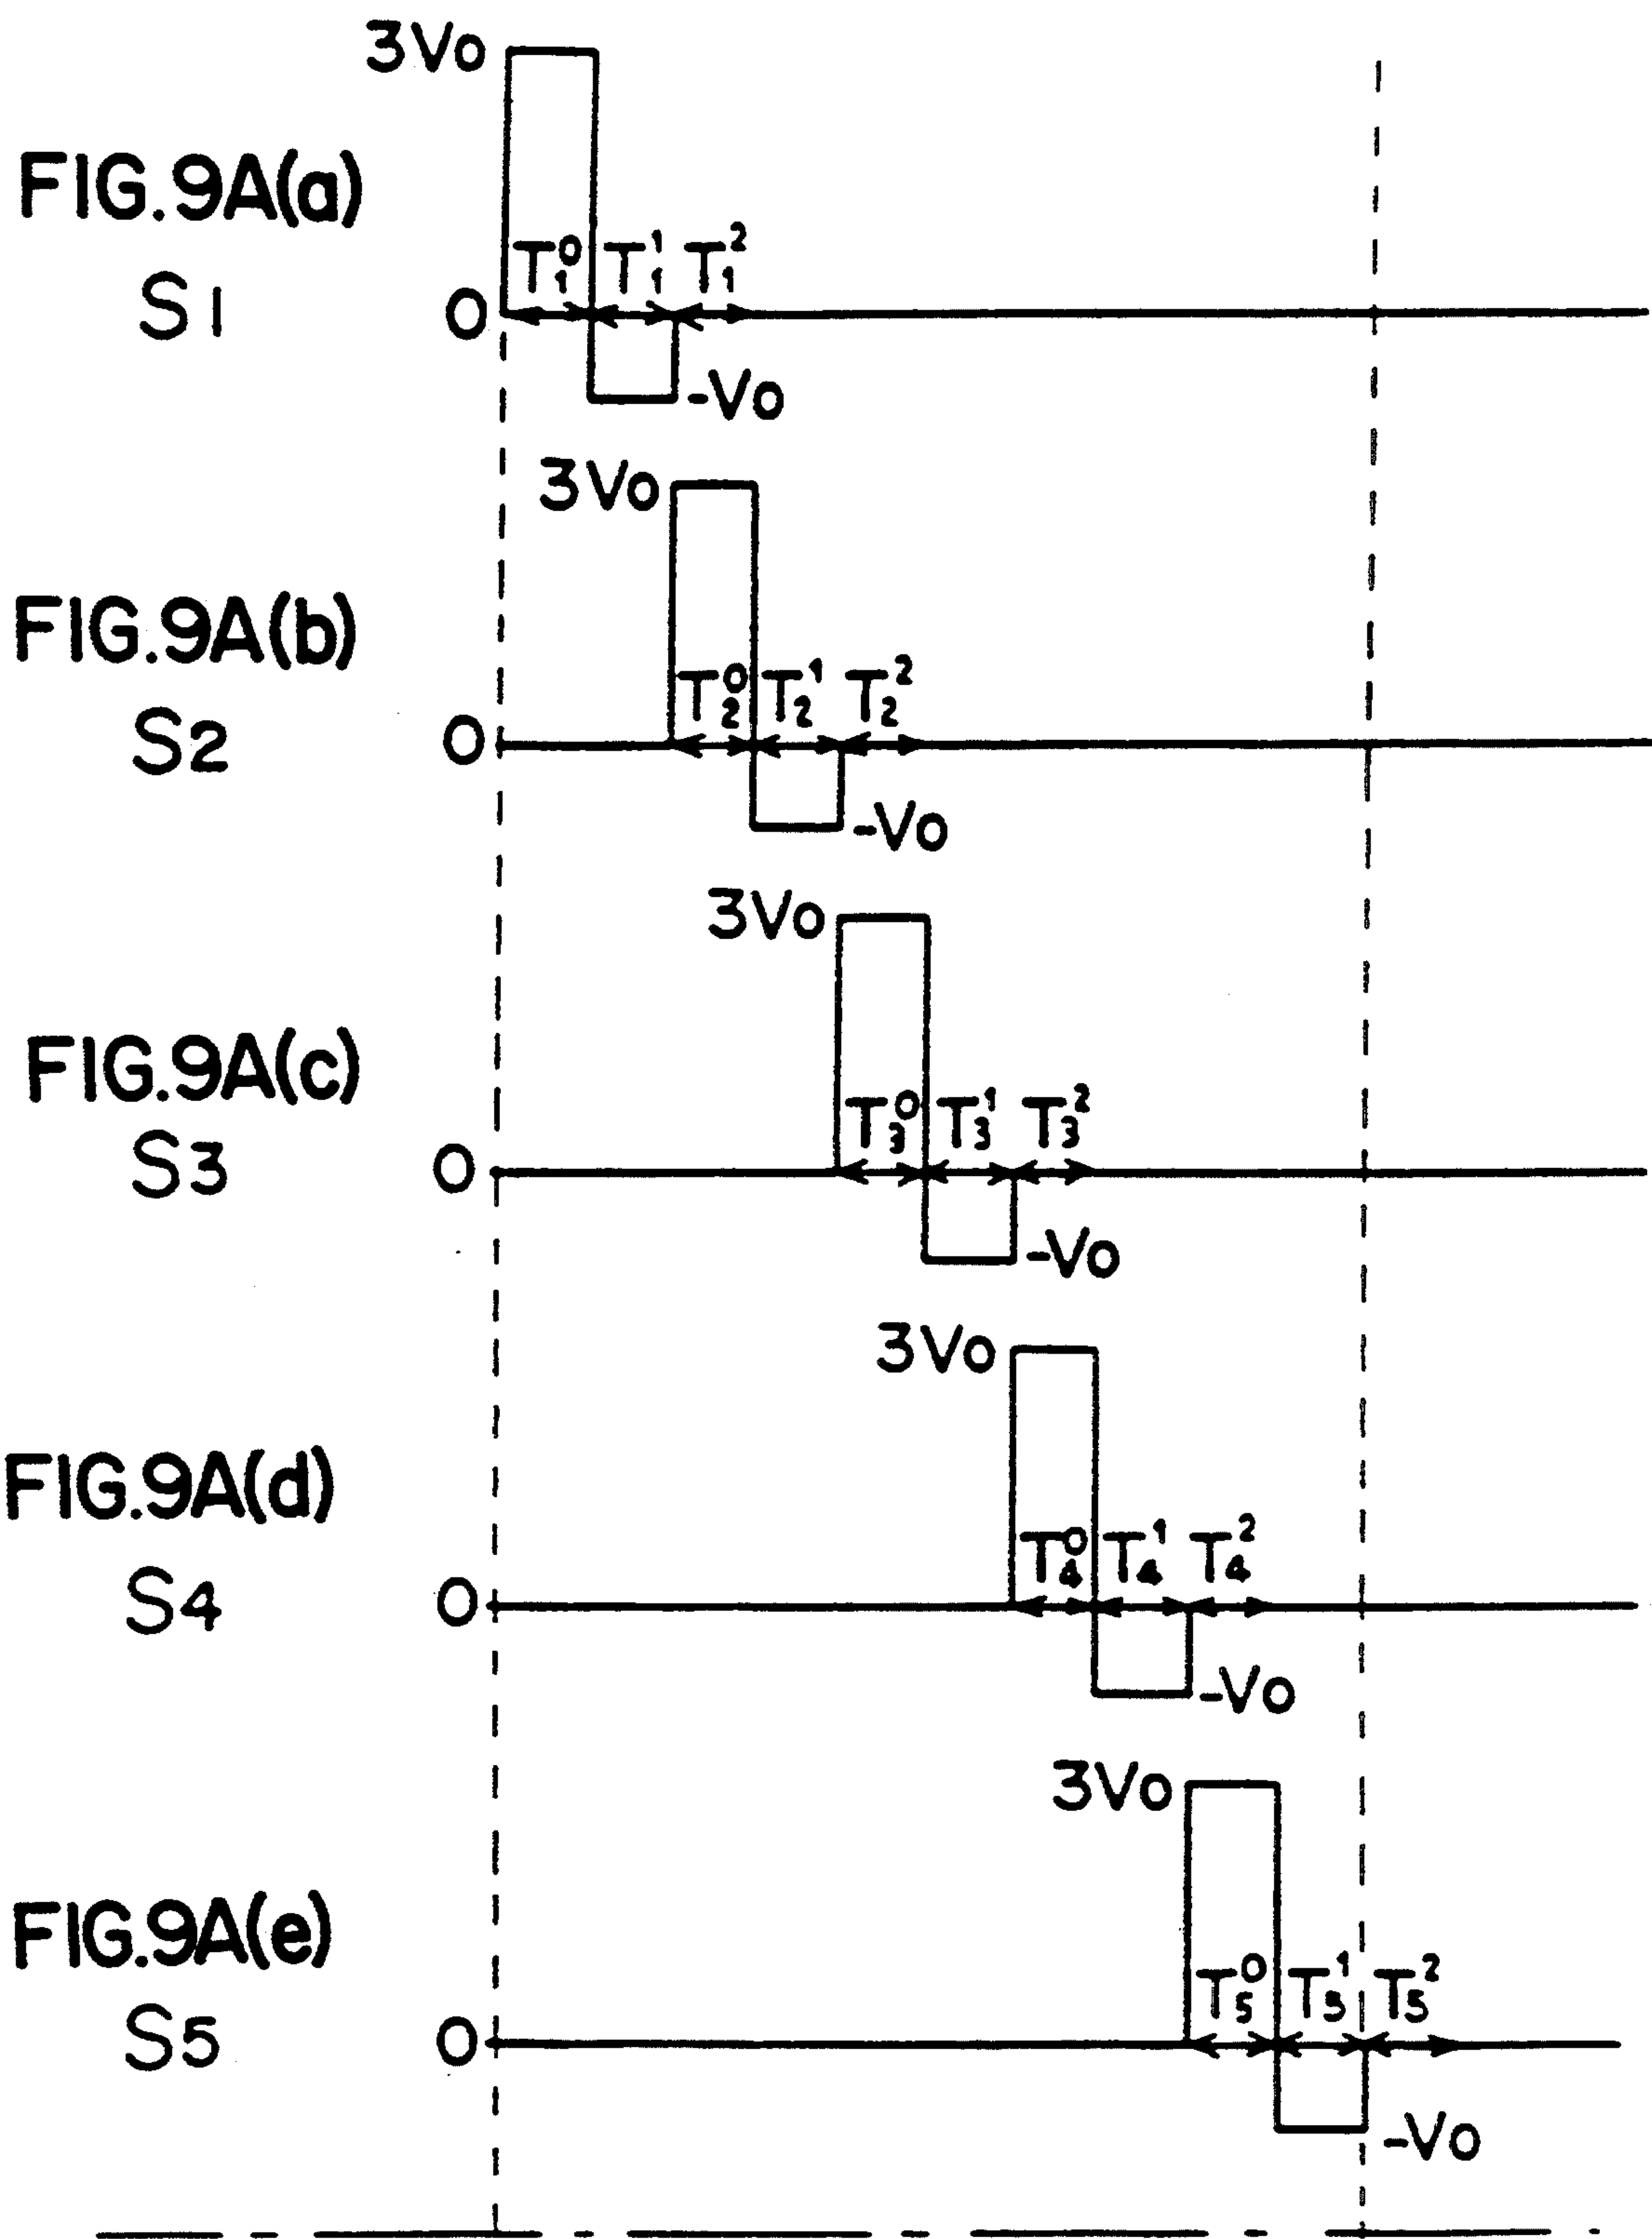 3Vo
FIG.9A(a)
T₁⁰ T₁¹ T₁²
S1
0
-Vo
3Vo
FIG.9A(b)
T₂⁰ T₂¹ T₂²
S2
0
-Vo
3Vo
FIG.9A(c)
T₃⁰ T₃¹ T₃²
S3
0
-Vo
3Vo
FIG.9A(d)
T₄⁰ T₄¹ T₄²
S4
0
-Vo
3Vo
FIG.9A(e)
T₅⁰ T₅¹ T₅²
S5
0
-Vo